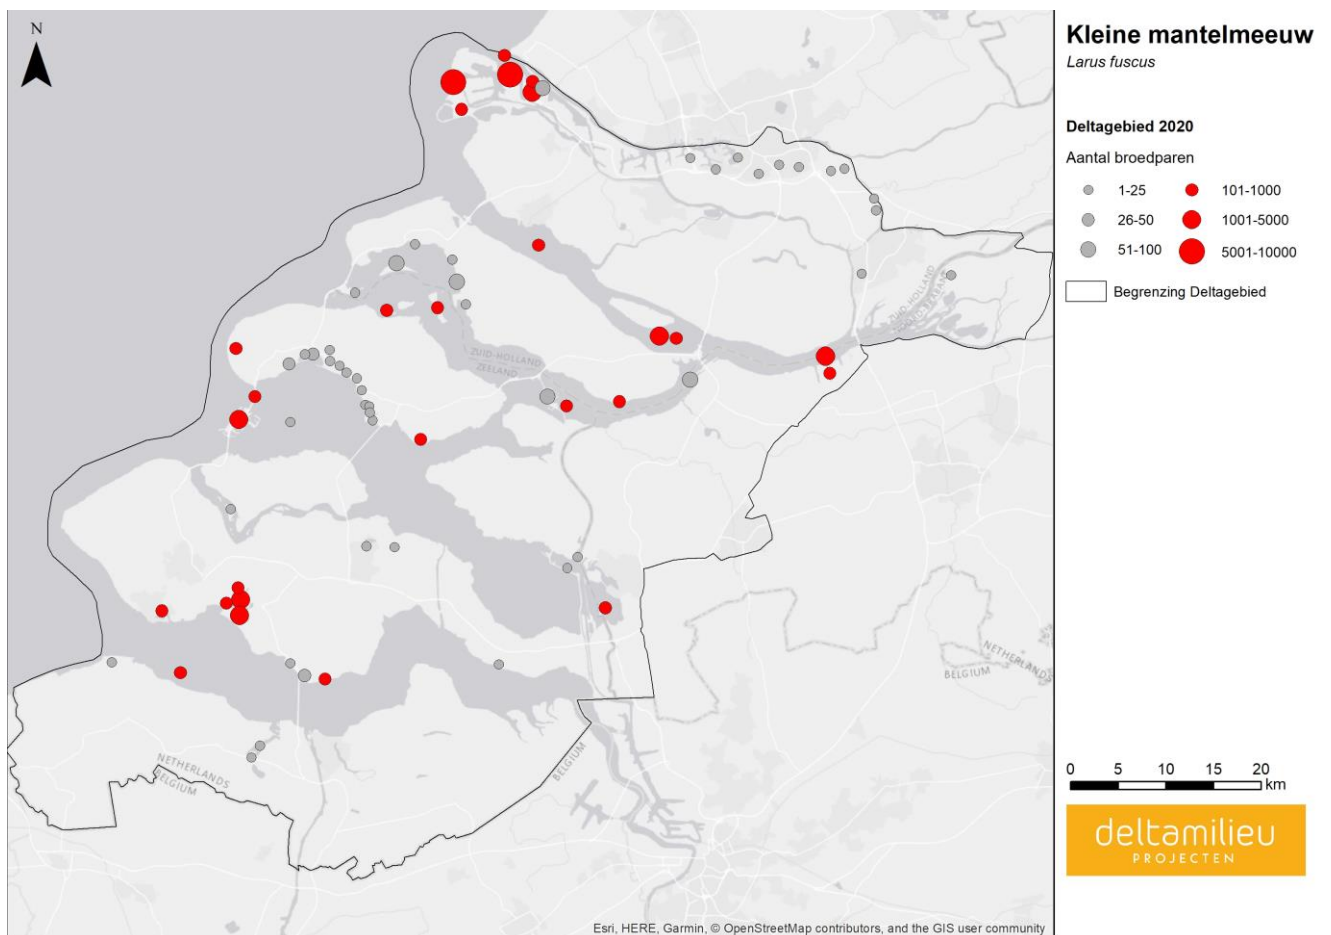 N
ZUID-HOLLAND
ZUID-HOLLAND
ZEELAND
NETHERLANDS
BELGIUM
NETHERLANDS
BELGIUM
BELGIUM
Esri, HERE, Garmin, © OpenStreetMap contributors, and the GIS user community
Kleine mantelmeeuw
Larus fuscus
Deltagebied 2020
Aantal broedparen
1-25 101-1000
26-50 1001-5000
51-100 5001-10000
Begrenzing Deltagebied
0 5 10 15 20
km
deltamilieu
PROJECTEN